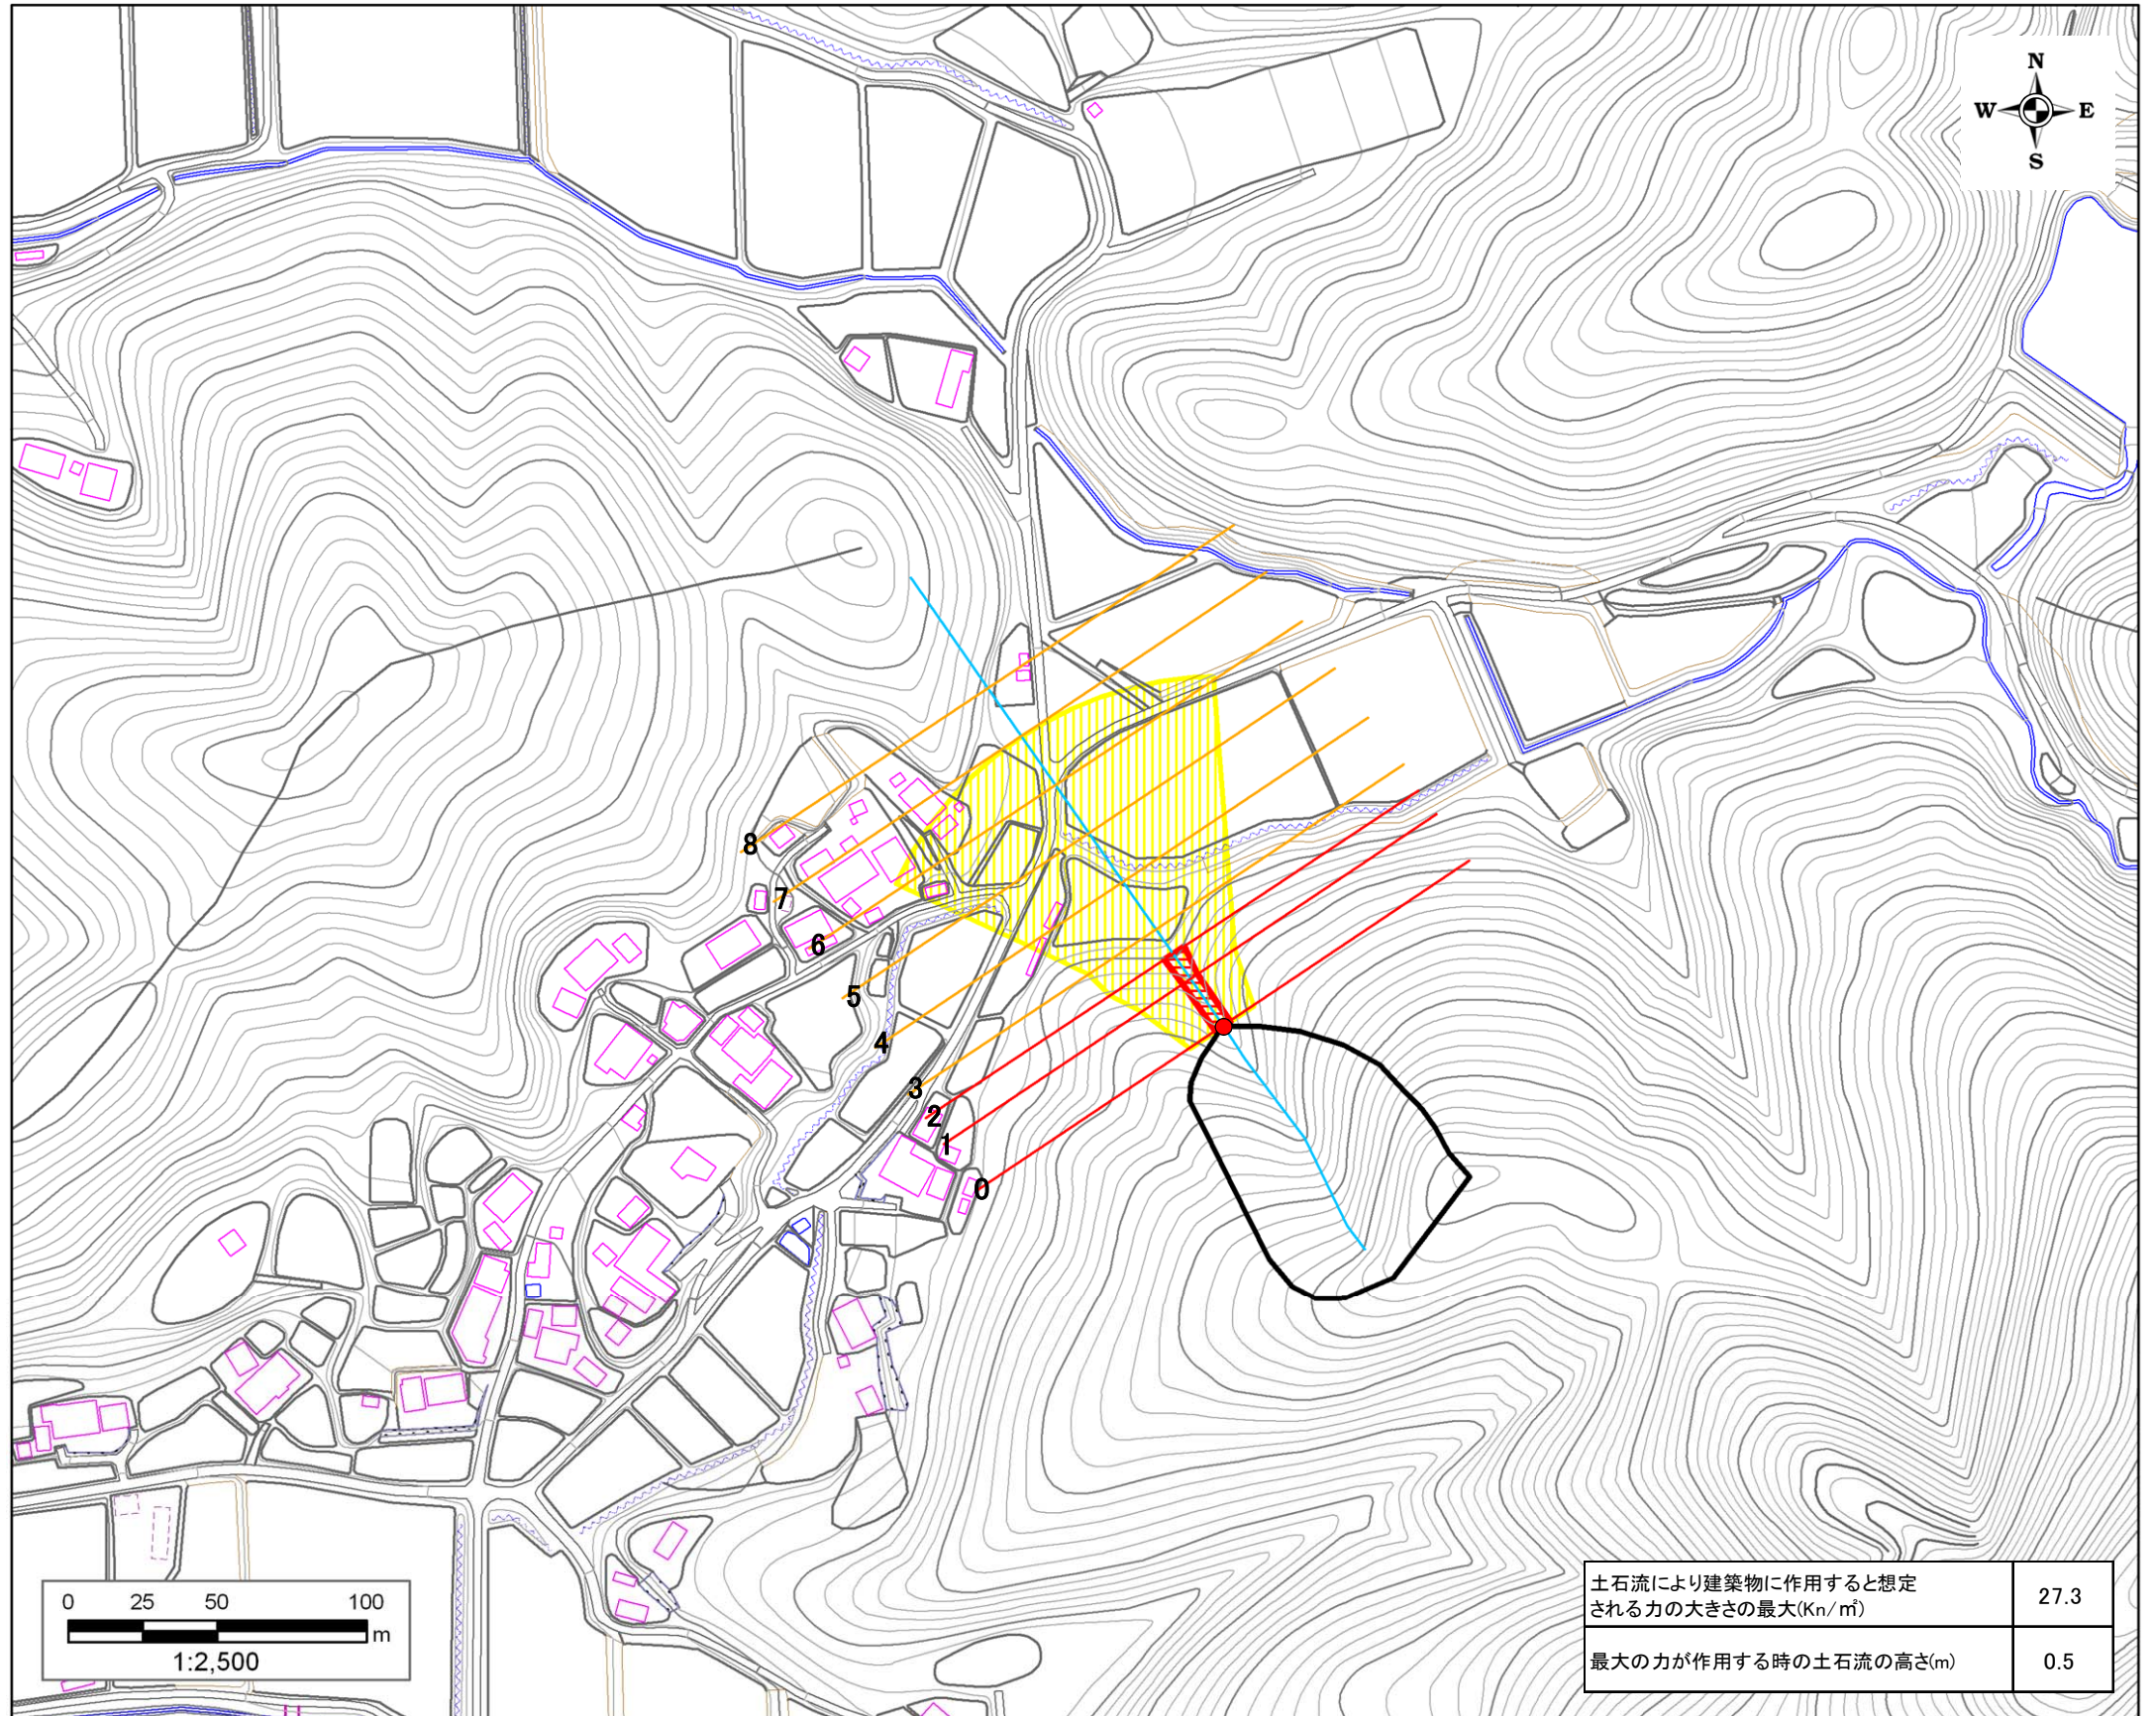 N
W E
S
8
7
6
5
4
3
2
1
0
土石流により建築物に作用すると想定
される力の大きさの最大(Kn/㎡)
27.3
最大の力が作用する時の土石流の高さ(m)
0.5
0 25 50 100
m
1:2,500